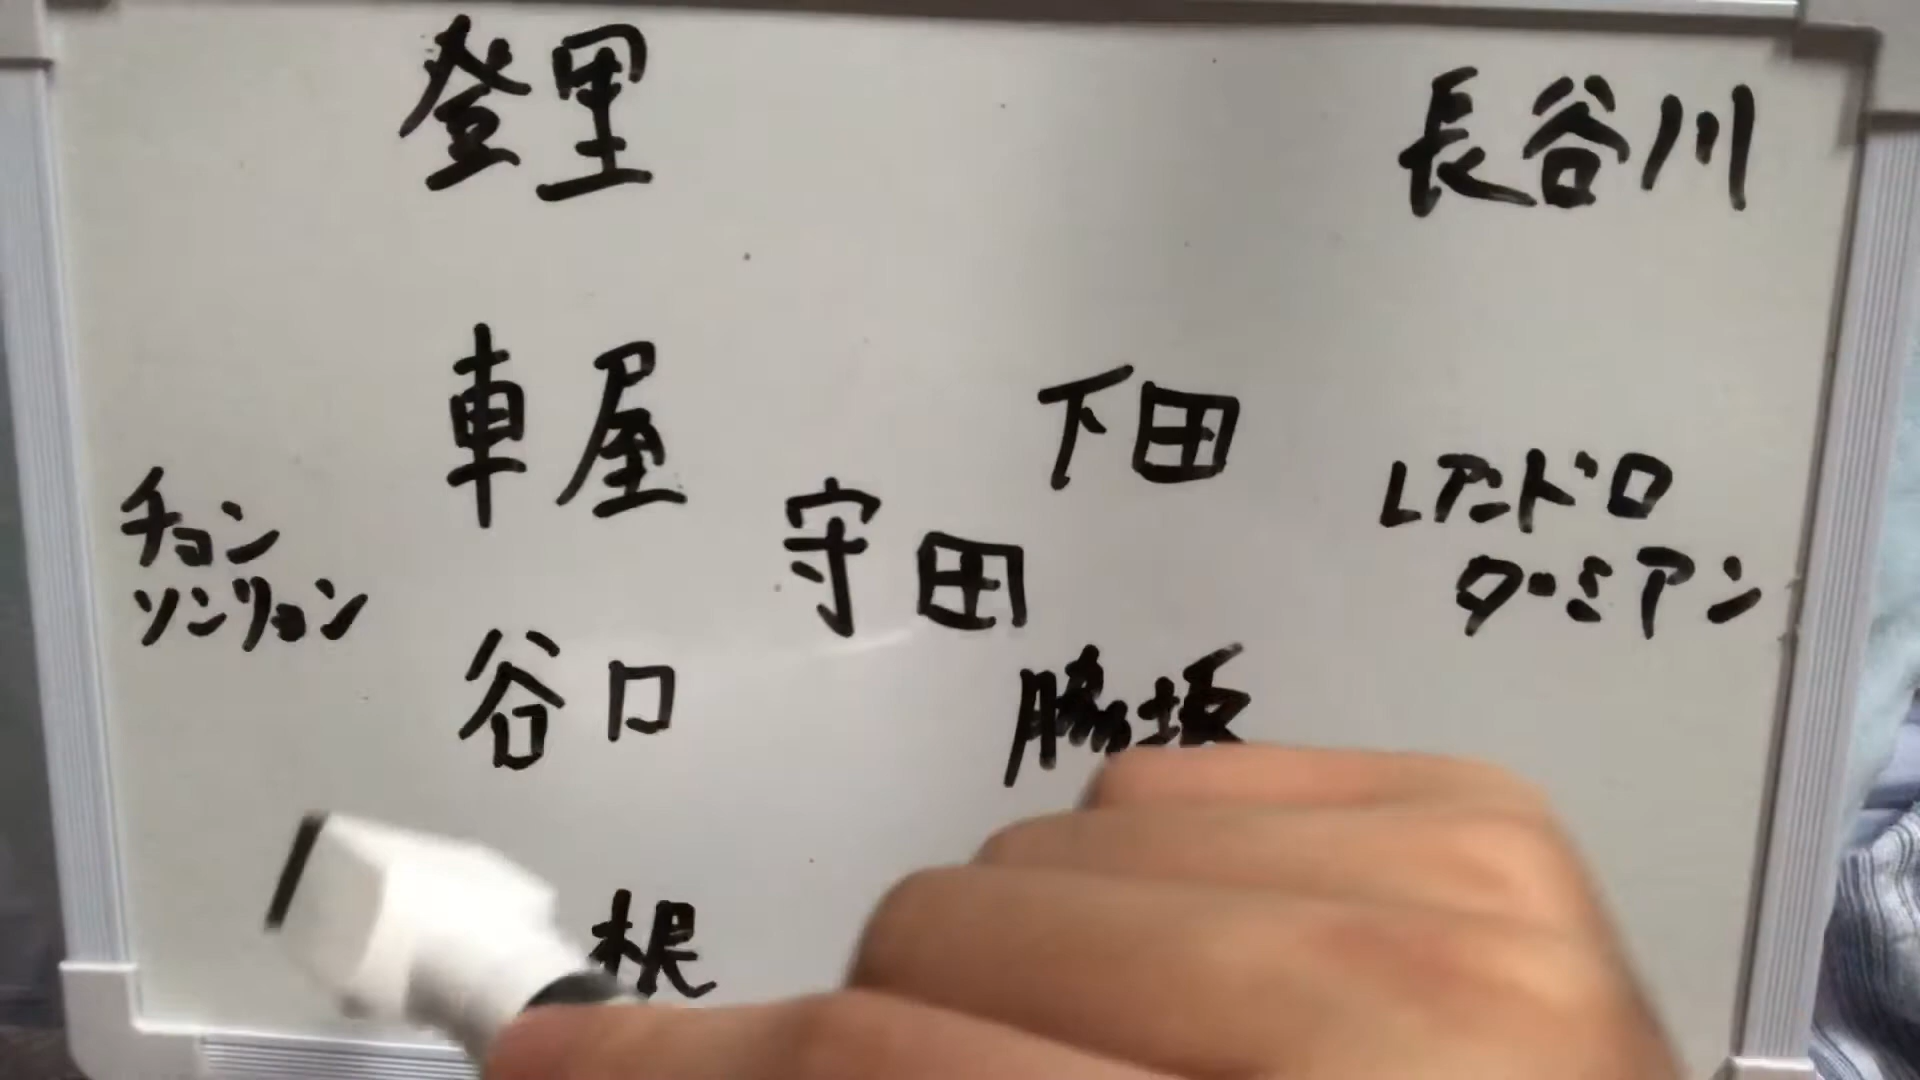 登里
長谷川
車屋
下田
レアンドロ
ダミアン
チョン
ソンリョン
守田
谷口
脇坂
根